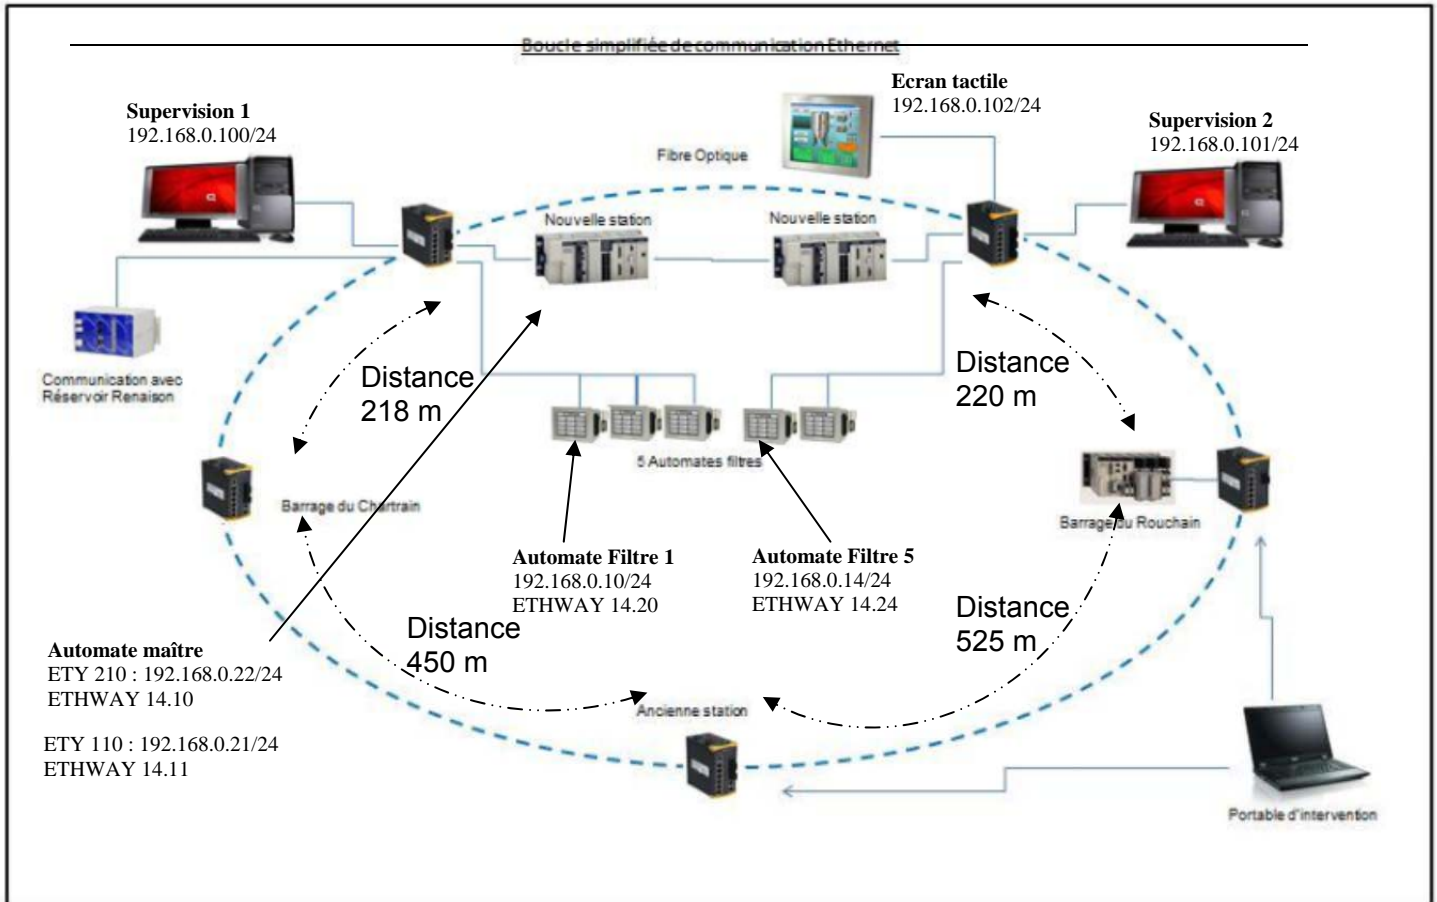 Boucle simplifiée de communication Ethernet
Ecran tactile
192.168.0.102/24
Supervision 1
192.168.0.100/24
Supervision 2
192.168.0.101/24
Fibre Optique
Nouvelle station
Nouvelle station
Communication avec
Réservoir Renaison
Distance
218 m
Distance
220 m
5 Automates filtres
Barrage du Chartrain
Barrage du Rouchain
Automate Filtre 1
192.168.0.10/24
ETHWAY 14.20
Automate Filtre 5
192.168.0.14/24
ETHWAY 14.24
Distance
450 m
Distance
525 m
Automate maître
ETY 210 : 192.168.0.22/24
ETHWAY 14.10
ETY 110 : 192.168.0.21/24
ETHWAY 14.11
Ancienne station
Portable d'intervention